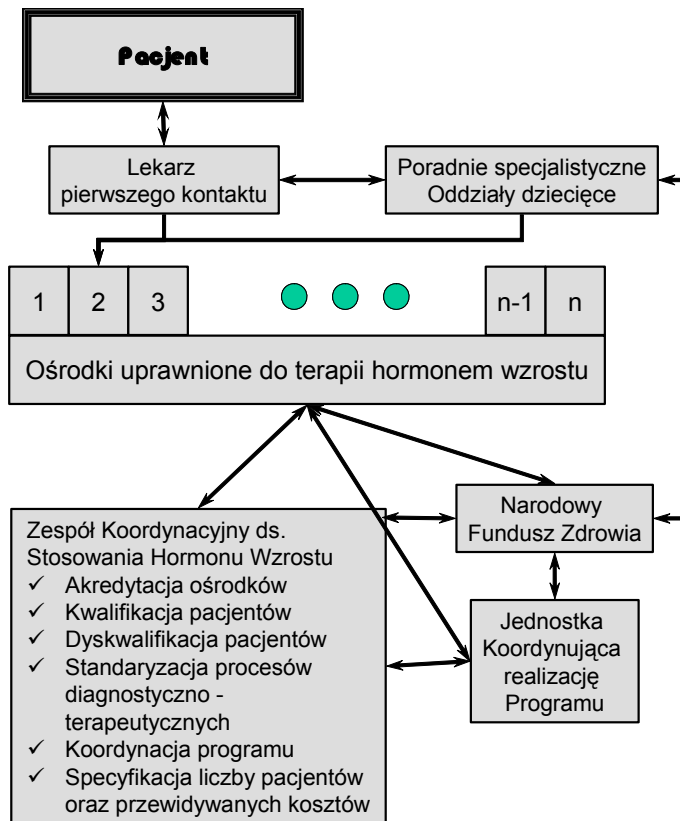 Pacjent
Lekarz
pierwszego kontaktu
Poradnie specjalistyczne
Oddziały dziecięce
1 2 3 n-1 n
Ośrodki uprawnione do terapii hormonem wzrostu
Zespół Koordynacyjny ds.
Stosowania Hormonu Wzrostu
✓ Akredytacja ośrodków
✓ Kwalifikacja pacjentów
✓ Dyskwalifikacja pacjentów
✓ Standaryzacja procesów
diagnostyczno -
terapeutycznych
✓ Koordynacja programu
✓ Specyfikacja liczby pacjentów
oraz przewidywanych kosztów
Narodowy
Fundusz Zdrowia
Jednostka
Koordynująca
realizację
Programu